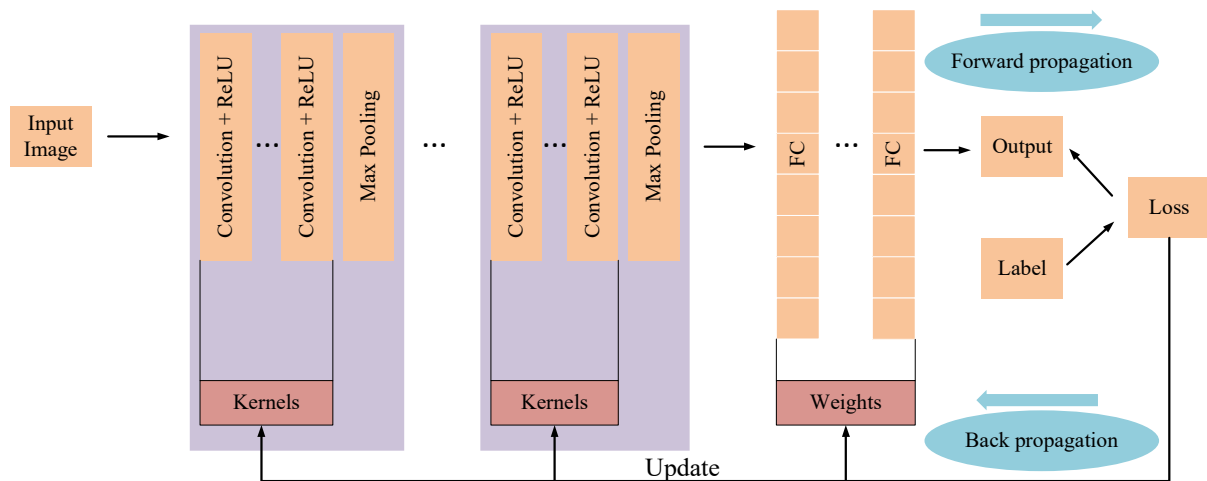 Input
Image
Convolution + ReLU
...
Convolution + ReLU
Max Pooling
...
Convolution + ReLU
...
Convolution + ReLU
Max Pooling
FC
...
FC
Forward propagation
Output
Loss
Label
Kernels
Kernels
Weights
Back propagation
Update